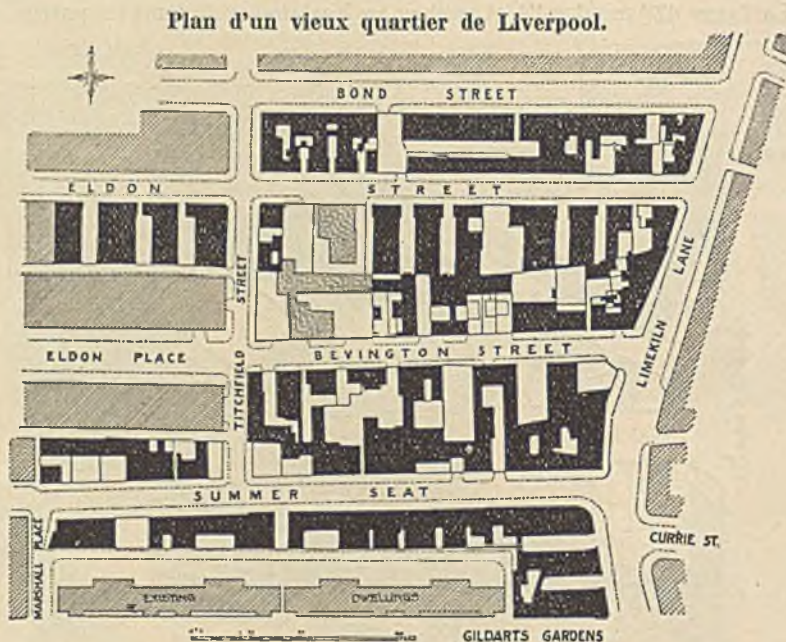 Plan d'un vieux quartier de Liverpool.
BOND STREET
ELDON STREET
LANE
STREET
ELDON PLACE
BEVINGTON STREET
LIMEKILN
TITCHFIELD
SUMMER SEAT
MARSHALL PLACE
CURRIE ST.
EXISTING DWELLINGS
GILDARTS GARDENS